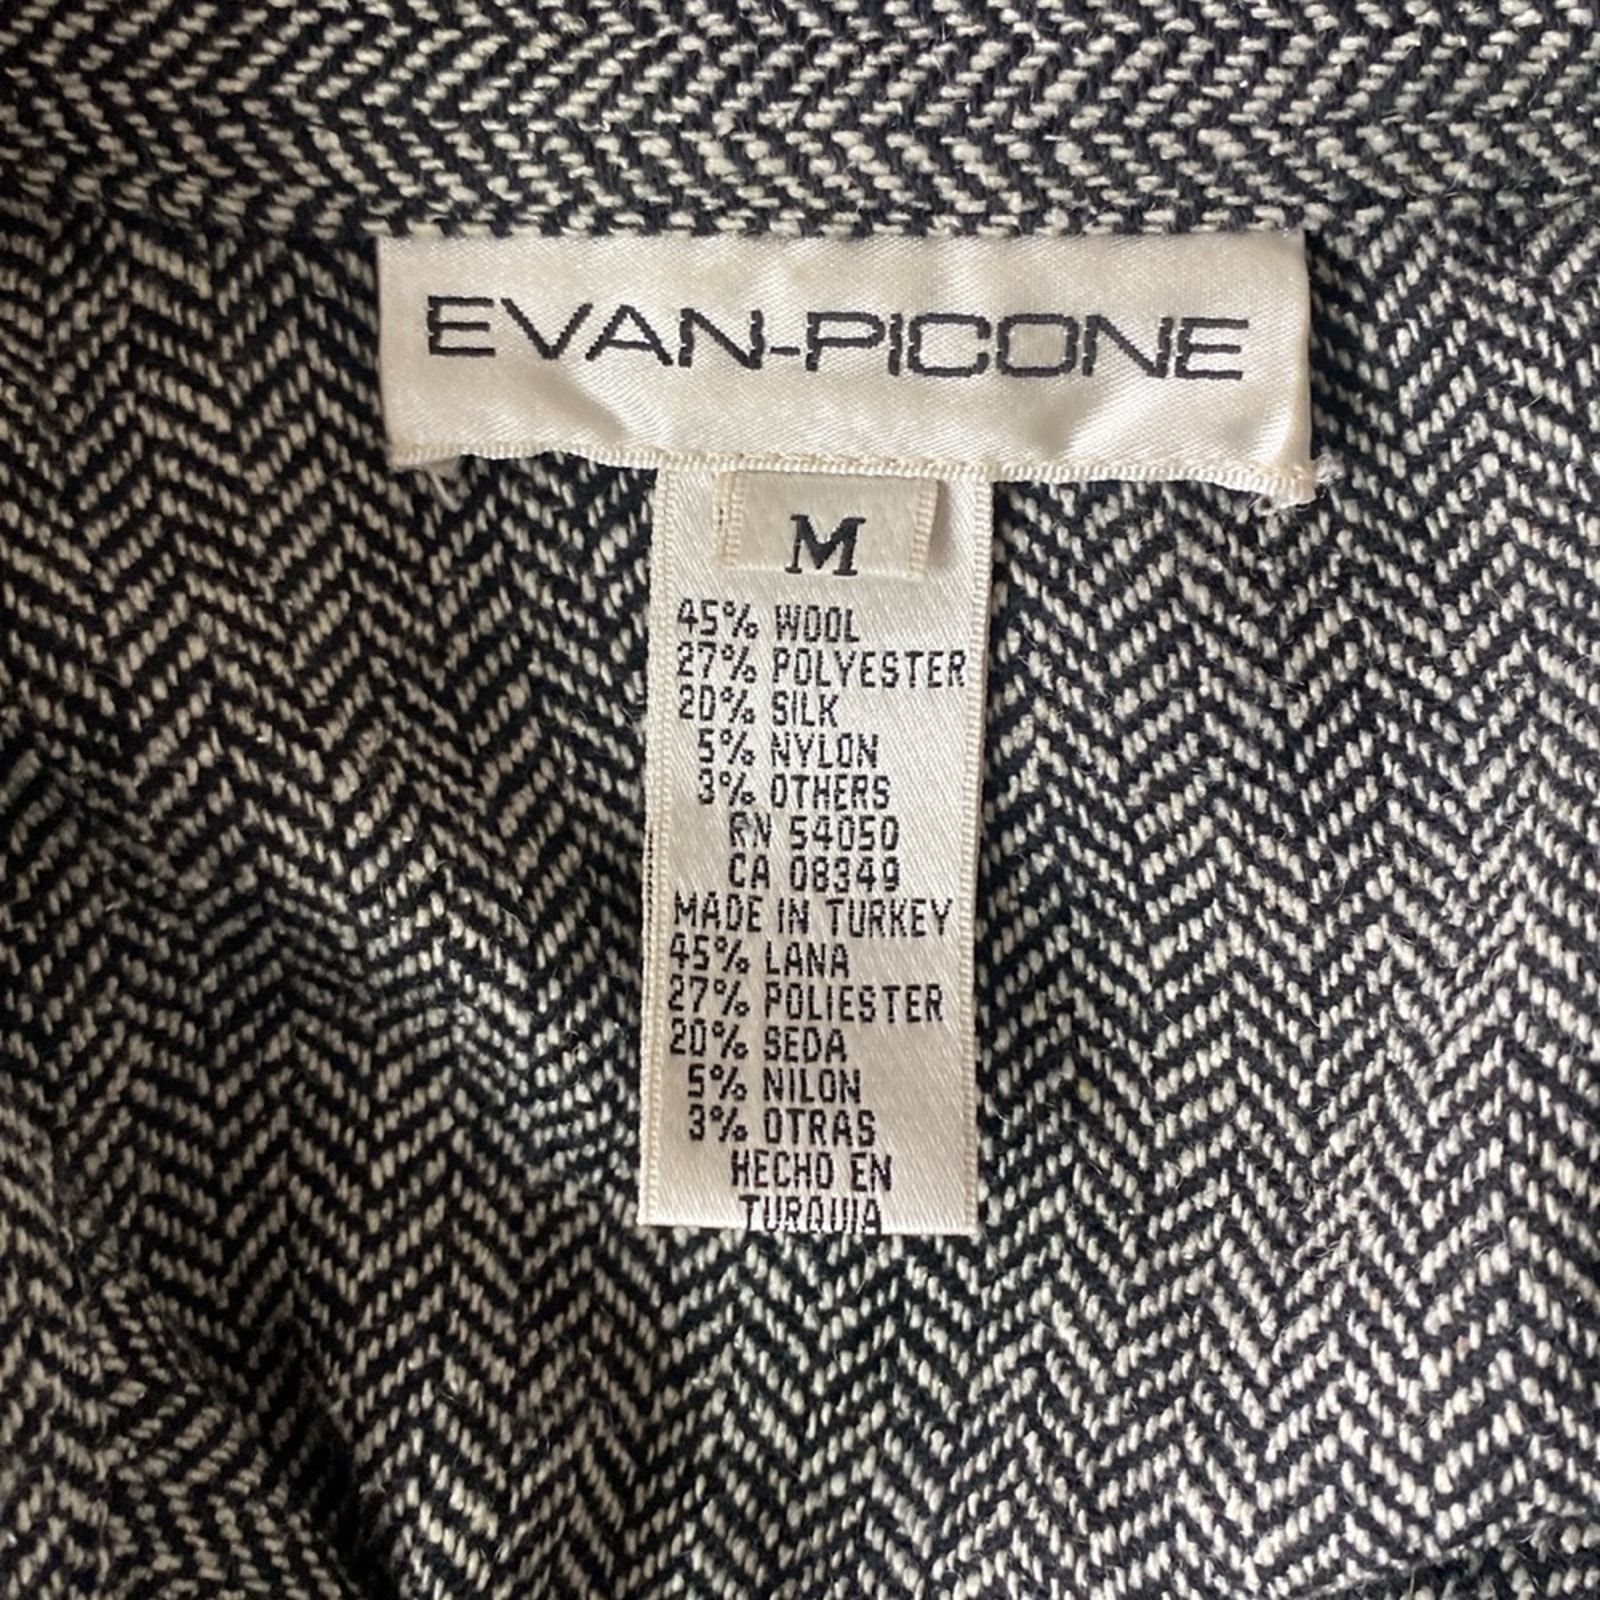 EVAN-PICONE
M
45% WOOL
27% POLYESTER
20% SILK
5% NYLON
3% OTHERS
RN 54050
CA 08349
MADE IN TURKEY
45% LANA
27% POLIESTER
20% SEDA
5% NILON
3% OTRAS
HECHO EN
TURQUIA